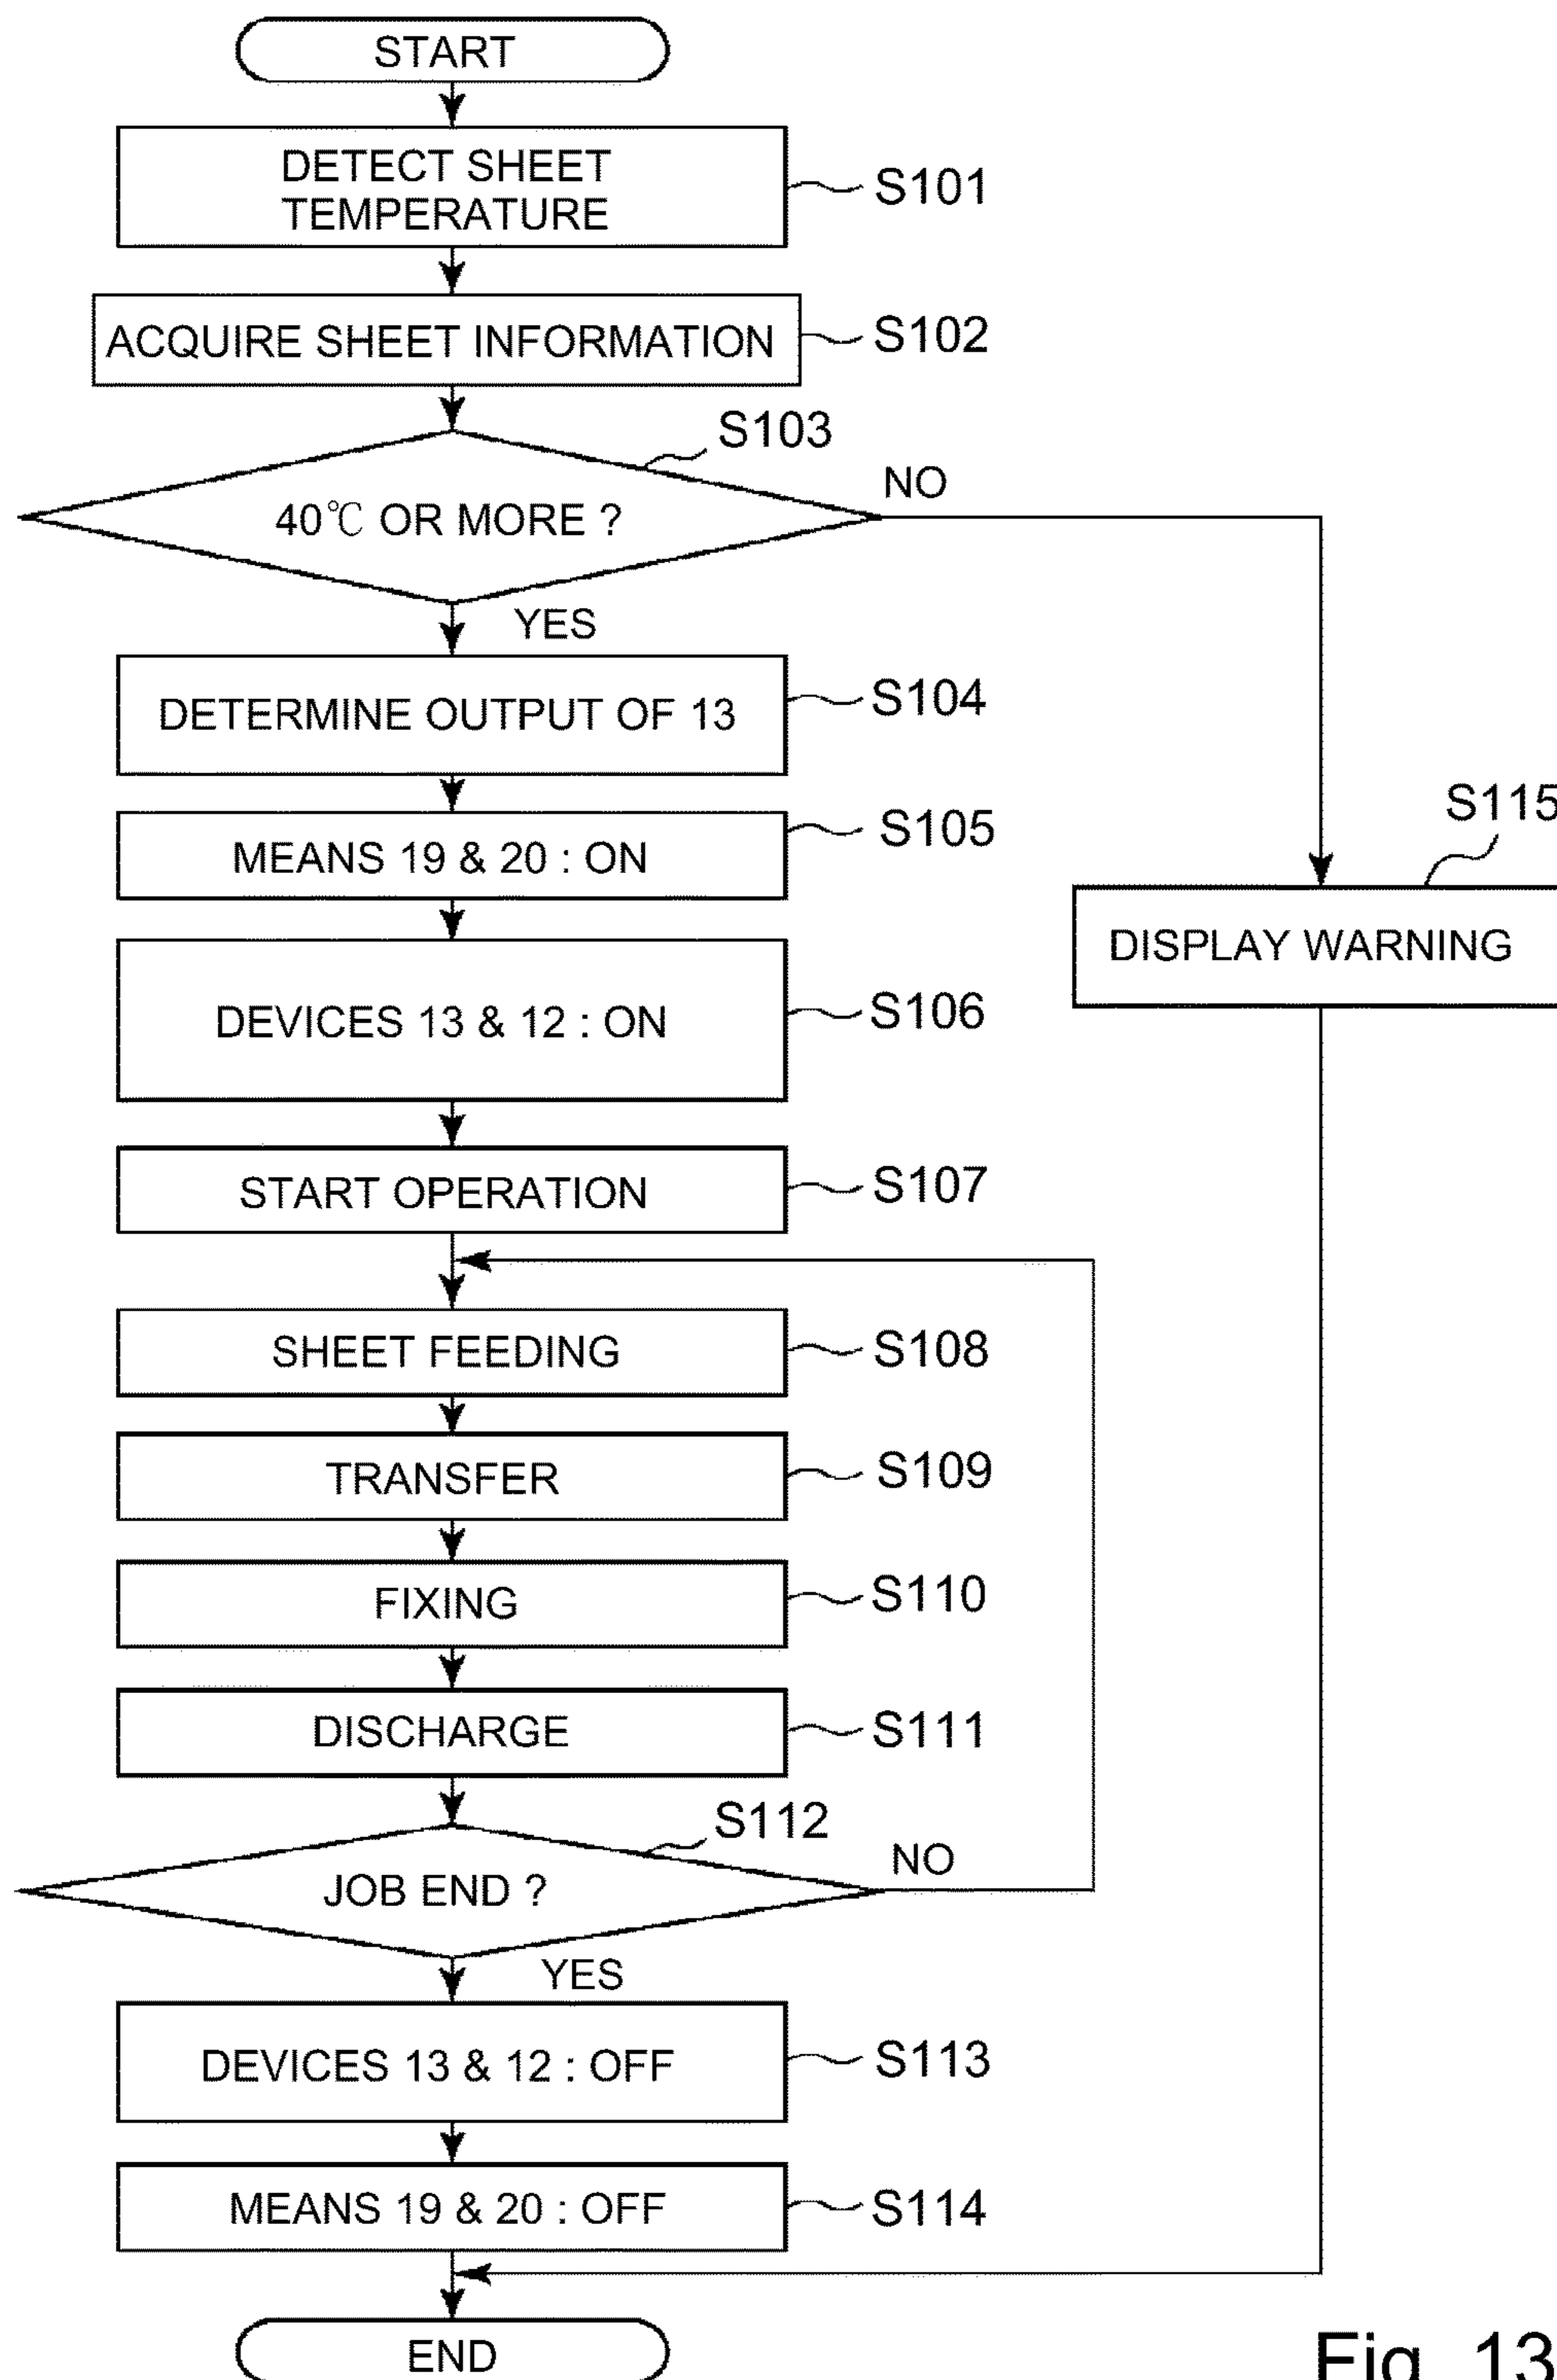 START
DETECT SHEET
TEMPERATURE
S101
ACQUIRE SHEET INFORMATION
S102
S103
40℃ OR MORE ?
NO
YES
DETERMINE OUTPUT OF 13
S104
MEANS 19 & 20 : ON
S105
S115
DISPLAY WARNING
DEVICES 13 & 12 : ON
S106
START OPERATION
S107
SHEET FEEDING
S108
TRANSFER
S109
FIXING
S110
DISCHARGE
S111
S112
JOB END ?
NO
YES
DEVICES 13 & 12 : OFF
S113
MEANS 19 & 20 : OFF
S114
END
Fig. 13